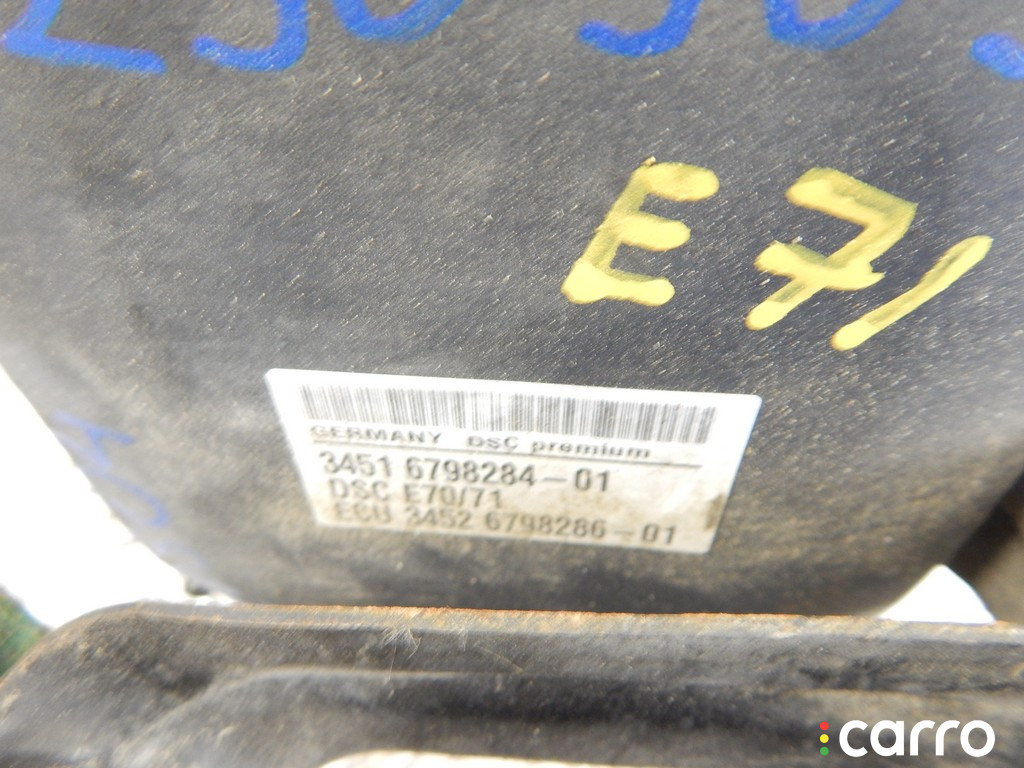 E71
GERMANY DSC premium
3451 6798284-01
DSC E70/71
ECU 3452 6798286-01
carro